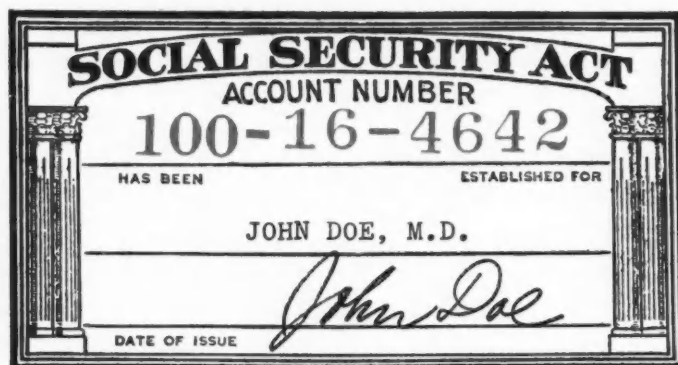 SOCIAL SECURITY ACT
ACCOUNT NUMBER
100-16-4642
HAS BEEN ESTABLISHED FOR
JOHN DOE, M.D.
John Doe
DATE OF ISSUE